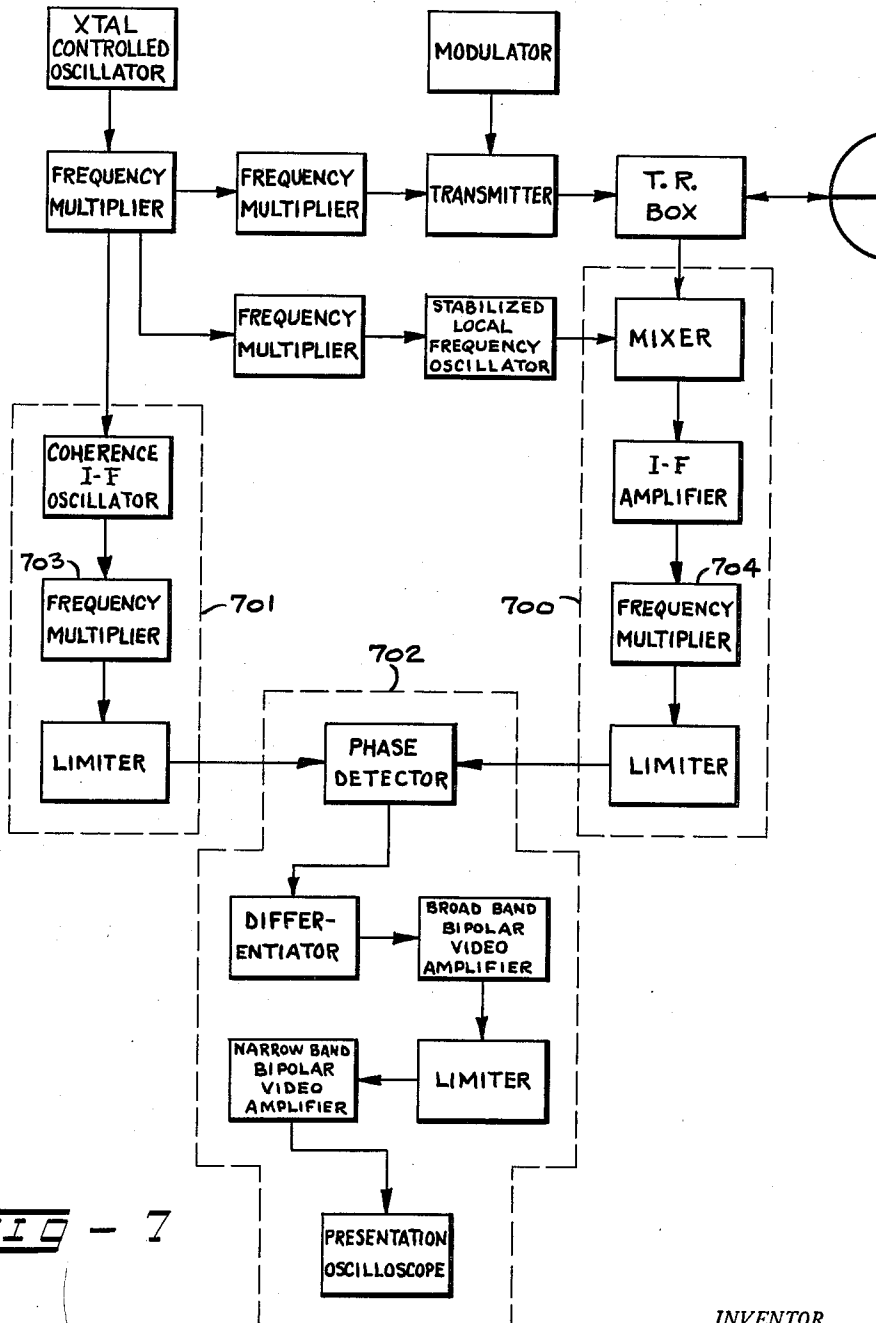 XTAL
CONTROLLED
OSCILLATOR
MODULATOR
FREQUENCY
MULTIPLIER
FREQUENCY
MULTIPLIER
TRANSMITTER
T. R.
BOX
FREQUENCY
MULTIPLIER
STABILIZED
LOCAL
FREQUENCY
OSCILLATOR
MIXER
COHERENCE
I-F
OSCILLATOR
I-F
AMPLIFIER
703
FREQUENCY
MULTIPLIER
701
700
704
FREQUENCY
MULTIPLIER
702
LIMITER
PHASE
DETECTOR
LIMITER
DIFFER-
ENTIATOR
BROAD BAND
BIPOLAR
VIDEO
AMPLIFIER
NARROW BAND
BIPOLAR
VIDEO
AMPLIFIER
LIMITER
PRESENTATION
OSCILLOSCOPE
- 7
INVENTOR